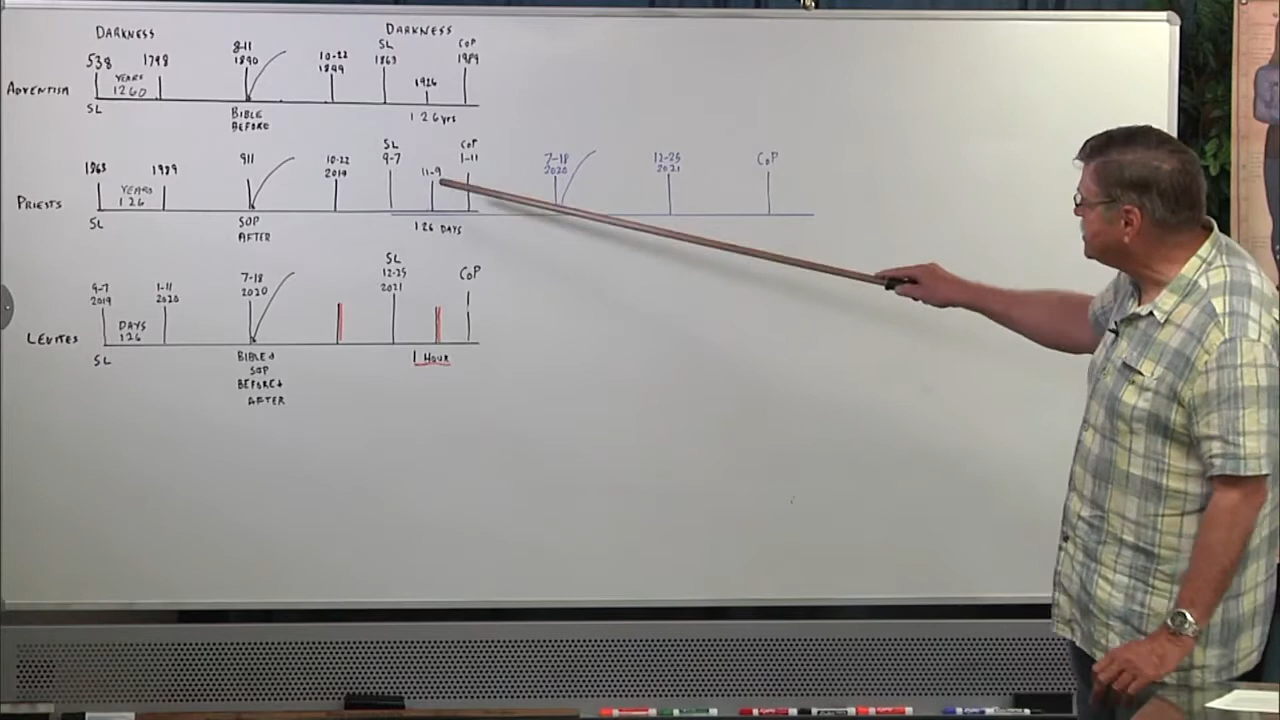 DARKNESS DARKNESS
538 1798 8-11 1840 10-22 1844 SL 1863 1926 CoP 1989
ADVENTISM YEARS 1260
SL BIBLE BEFORE 126 yrs
1863 1989 911 10-22 2019 SL 9-7 11-9 CoP 1-11 7-18 2020 12-25 2021 CoP
PRIESTS YEARS 126
SL SOP AFTER 126 DAYS
9-7 2019 1-11 2020 7-18 2020 SL 12-25 2021 CoP
LEVITES DAYS 126
SL BIBLE + 1 HOUR
SOP
BEFORE +
AFTER